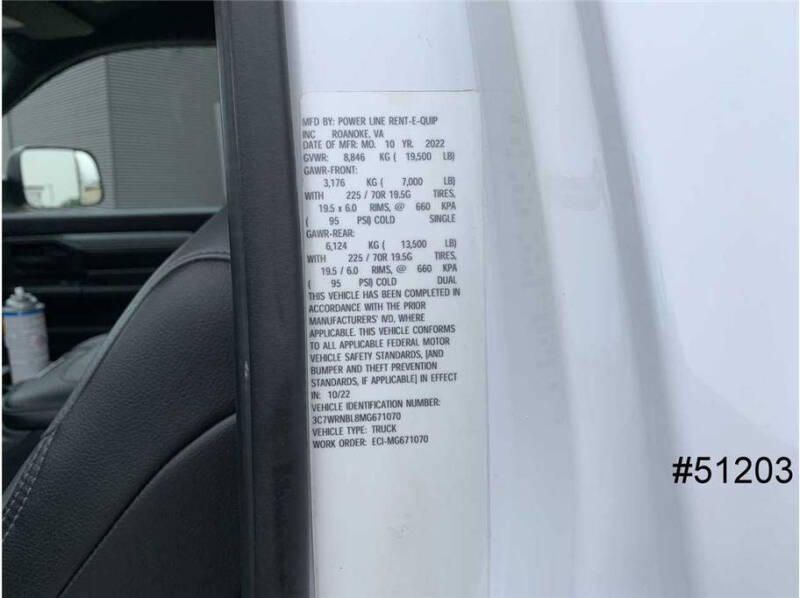 MFD BY: POWER LINE RENT-E-QUIP
INC ROANOKE, VA
DATE OF MFR: MO. 10 YR. 2022
GVWR: 8,846 KG ( 19,500 LB)
GAWR-FRONT:
3,176 KG ( 7,000 LB)
WITH 225 / 70R 19.5G TIRES,
19.5 x 6.0 RIMS, @ 660 KPA
( 95 PSI) COLD SINGLE
GAWR-REAR:
6,124 KG ( 13,500 LB)
WITH 225 / 70R 19.5G TIRES,
19.5 / 6.0 RIMS, @ 660 KPA
( 95 PSI) COLD DUAL
THIS VEHICLE HAS BEEN COMPLETED IN
ACCORDANCE WITH THE PRIOR
MANUFACTURERS' IVD, WHERE
APPLICABLE. THIS VEHICLE CONFORMS
TO ALL APPLICABLE FEDERAL MOTOR
VEHICLE SAFETY STANDARDS, [AND
BUMPER AND THEFT PREVENTION
STANDARDS, IF APPLICABLE] IN EFFECT
IN: 10/22
VEHICLE IDENTIFICATION NUMBER:
3C7WRNBL8MG671070
VEHICLE TYPE: TRUCK
WORK ORDER: ECI-MG671070
#51203